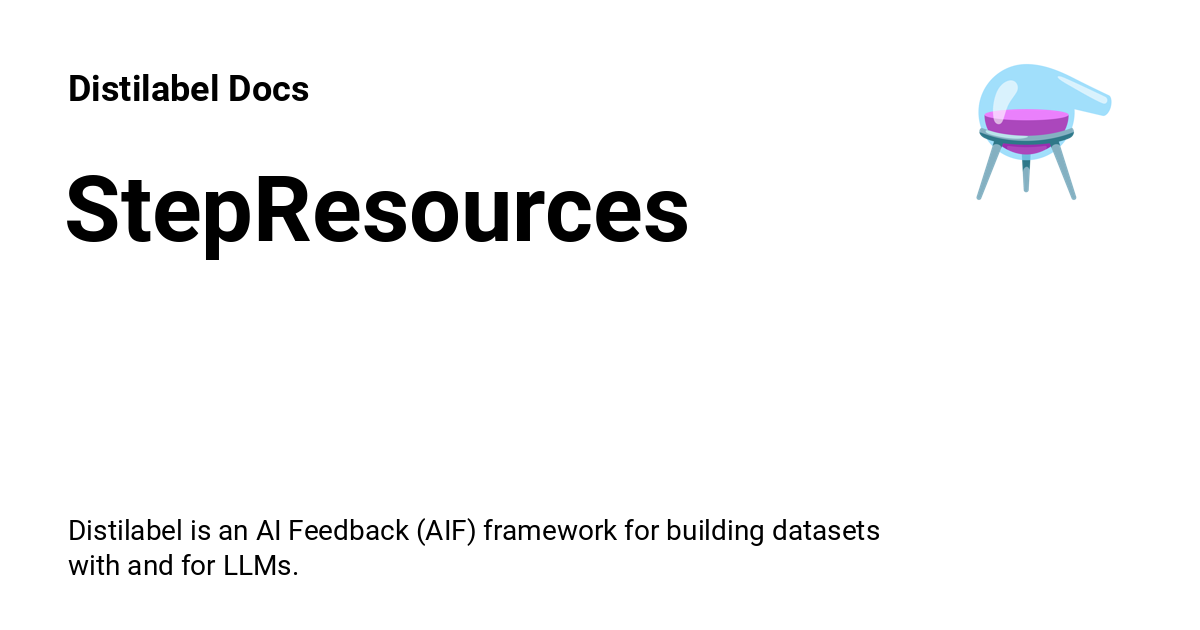 Distilabel Docs
StepResources
Distilabel is an AI Feedback (AIF) framework for building datasets
with and for LLMs.